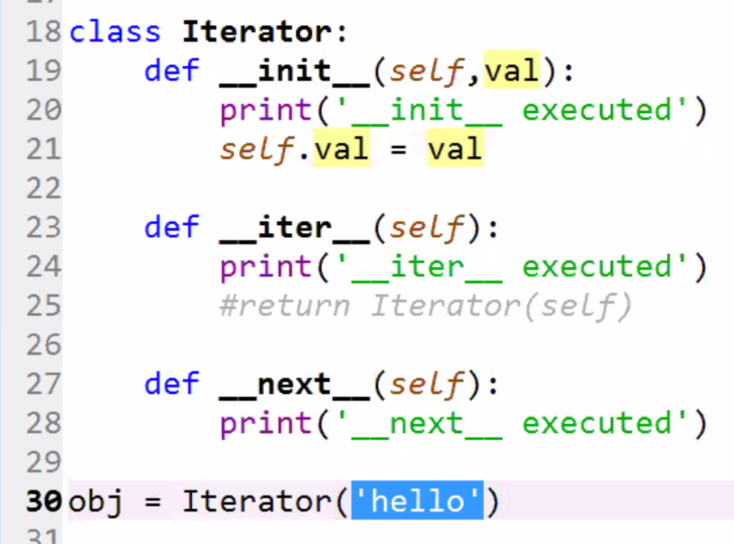 18 class Iterator:
19     def __init__(self,val):
20         print('__init__ executed')
21         self.val = val
22
23     def __iter__(self):
24         print('__iter__ executed')
25         #return Iterator(self)
26
27     def __next__(self):
28         print('__next__ executed')
29
30 obj = Iterator('hello')
31